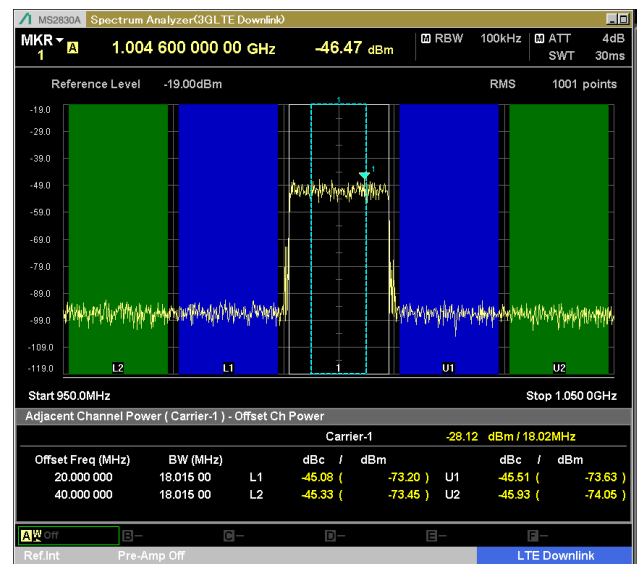 MS2830A Spectrum Analyzer(3GLTE Downlink)
MKR 1 A 1.004 600 000 00 GHz -46.47 dBm M RBW 100kHz M ATT 4dB
SWT 30ms
Reference Level -19.00dBm RMS 1001 points
1
-19.0
-29.0
-39.0
-49.0
1
-59.0
-69.0
-79.0
-89.0
-99.0
-109.0
-119.0
L2 L1 1 U1 U2
Start 950.0MHz Stop 1.050 0GHz
Adjacent Channel Power ( Carrier-1 ) - Offset Ch Power
Carrier-1 -28.12 dBm / 18.02MHz
Offset Freq (MHz) BW (MHz) dBc / dBm dBc / dBm
20.000 000 18.015 00 L1 -45.08 ( -73.20 ) U1 -45.51 ( -73.63 )
40.000 000 18.015 00 L2 -45.33 ( -73.45 ) U2 -45.93 ( -74.05 )
A W Off B- C- D- E- F-
Ref.Int Pre-Amp Off LTE Downlink